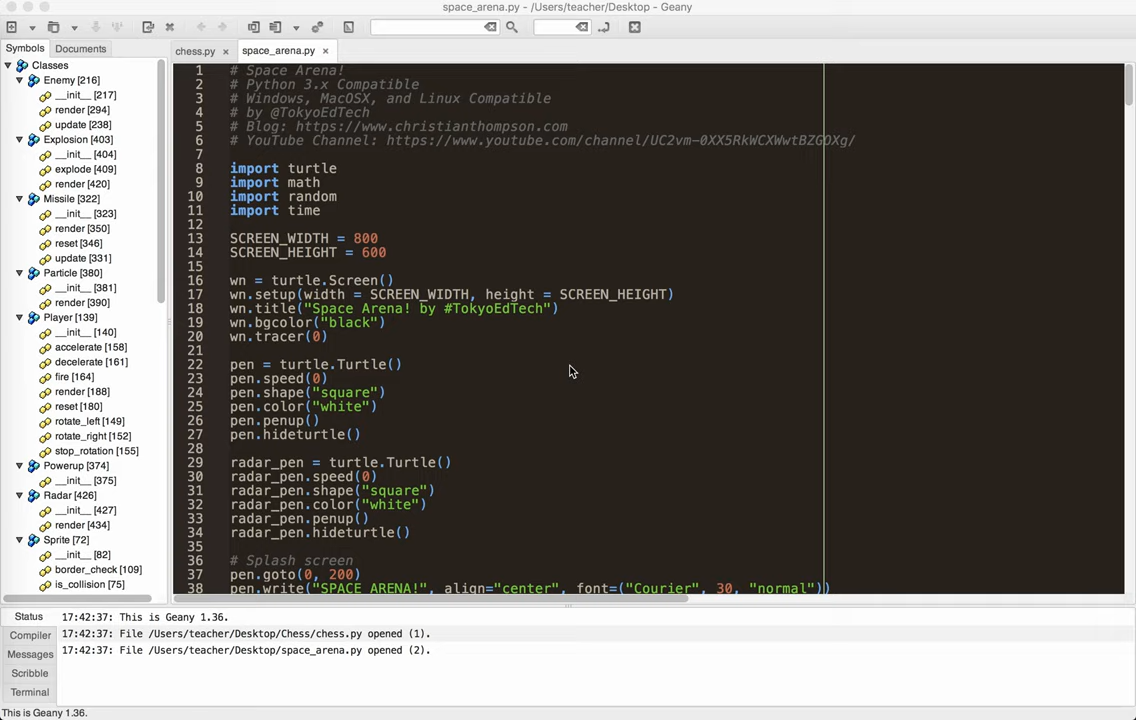 space_arena.py - /Users/teacher/Desktop - Geany
Symbols Documents
chess.py × space_arena.py ×
Classes
Enemy [216]
__init__ [217]
render [294]
update [238]
Explosion [403]
__init__ [404]
explode [409]
render [420]
Missile [322]
__init__ [323]
render [350]
reset [346]
update [331]
Particle [380]
__init__ [381]
render [390]
Player [139]
__init__ [140]
accelerate [158]
decelerate [161]
fire [164]
render [188]
reset [180]
rotate_left [149]
rotate_right [152]
stop_rotation [155]
Powerup [374]
__init__ [375]
Radar [426]
__init__ [427]
render [434]
Sprite [72]
__init__ [82]
border_check [109]
is_collision [75]
1 # Space Arena!
2 # Python 3.x Compatible
3 # Windows, MacOSX, and Linux Compatible
4 # by @TokyoEdTech
5 # Blog: https://www.christianthompson.com
6 # YouTube Channel: https://www.youtube.com/channel/UC2vm-0XX5RkWCXWwtBZGOXg/
7
8 import turtle
9 import math
10 import random
11 import time
12
13 SCREEN_WIDTH = 800
14 SCREEN_HEIGHT = 600
15
16 wn = turtle.Screen()
17 wn.setup(width = SCREEN_WIDTH, height = SCREEN_HEIGHT)
18 wn.title("Space Arena! by #TokyoEdTech")
19 wn.bgcolor("black")
20 wn.tracer(0)
21
22 pen = turtle.Turtle()
23 pen.speed(0)
24 pen.shape("square")
25 pen.color("white")
26 pen.penup()
27 pen.hideturtle()
28
29 radar_pen = turtle.Turtle()
30 radar_pen.speed(0)
31 radar_pen.shape("square")
32 radar_pen.color("white")
33 radar_pen.penup()
34 radar_pen.hideturtle()
35
36 # Splash screen
37 pen.goto(0, 200)
38 pen.write("SPACE ARENA!", align="center", font=("Courier", 30, "normal"))
Status
Compiler
Messages
Scribble
Terminal
17:42:37: This is Geany 1.36.
17:42:37: File /Users/teacher/Desktop/Chess/chess.py opened (1).
17:42:37: File /Users/teacher/Desktop/space_arena.py opened (2).
This is Geany 1.36.